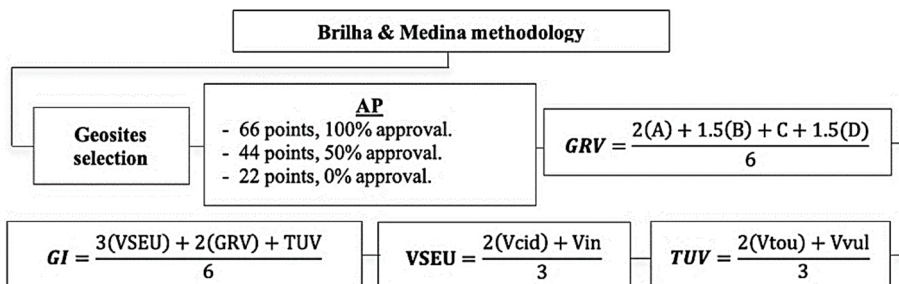 Brilha & Medina methodology
Geosites
selection
AP
- 66 points, 100% approval.
- 44 points, 50% approval.
- 22 points, 0% approval.
GRV = 2(A) + 1.5(B) + C + 1.5(D) / 6
GI = 3(VSEU) + 2(GRV) + TUV / 6
VSEU = 2(Vcid) + Vin / 3
TUV = 2(Vtou) + Vvul / 3